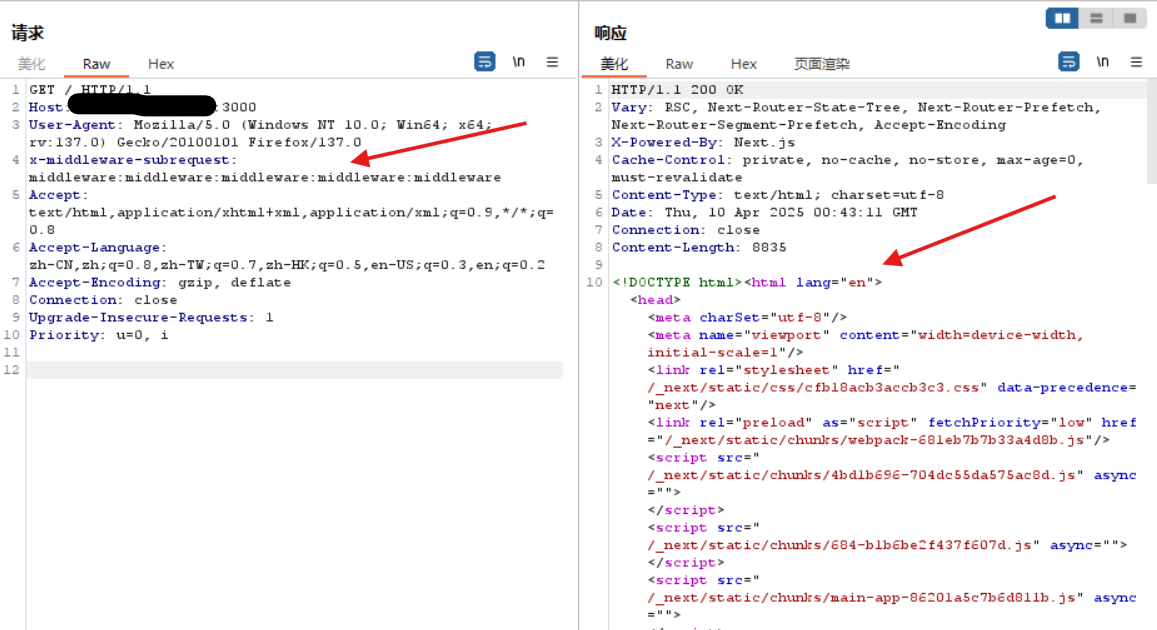 请求
美化 Raw Hex \n
1 GET / HTTP/1.1
2 Host: :3000
3 User-Agent: Mozilla/5.0 (Windows NT 10.0; Win64; x64;
rv:137.0) Gecko/20100101 Firefox/137.0
4 x-middleware-subrequest:
middleware:middleware:middleware:middleware:middleware
5 Accept:
text/html,application/xhtml+xml,application/xml;q=0.9,*/*;q=
0.8
6 Accept-Language:
zh-CN,zh;q=0.8,zh-TW;q=0.7,zh-HK;q=0.5,en-US;q=0.3,en;q=0.2
7 Accept-Encoding: gzip, deflate
8 Connection: close
9 Upgrade-Insecure-Requests: 1
10 Priority: u=0, i
11
12
响应
美化 Raw Hex 页面渲染 \n
1 HTTP/1.1 200 OK
2 Vary: RSC, Next-Router-State-Tree, Next-Router-Prefetch,
Next-Router-Segment-Prefetch, Accept-Encoding
3 X-Powered-By: Next.js
4 Cache-Control: private, no-cache, no-store, max-age=0,
must-revalidate
5 Content-Type: text/html; charset=utf-8
6 Date: Thu, 10 Apr 2025 00:43:11 GMT
7 Connection: close
8 Content-Length: 8835
9
10 <!DOCTYPE html><html lang="en">
<head>
<meta charSet="utf-8"/>
<meta name="viewport" content="width=device-width,
initial-scale=1"/>
<link rel="stylesheet" href="
/_next/static/css/cfb18acb3accb3c3.css" data-precedence=
"next"/>
<link rel="preload" as="script" fetchPriority="low" href
="/_next/static/chunks/webpack-681eb7b7b33a4d8b.js"/>
<script src="
/_next/static/chunks/4bd1b696-704dc55da575ac8d.js" async
="">
</script>
<script src="
/_next/static/chunks/684-b1b6be2f437f607d.js" async="">
</script>
<script src="
/_next/static/chunks/main-app-86201a5c7b6d811b.js" async
="">